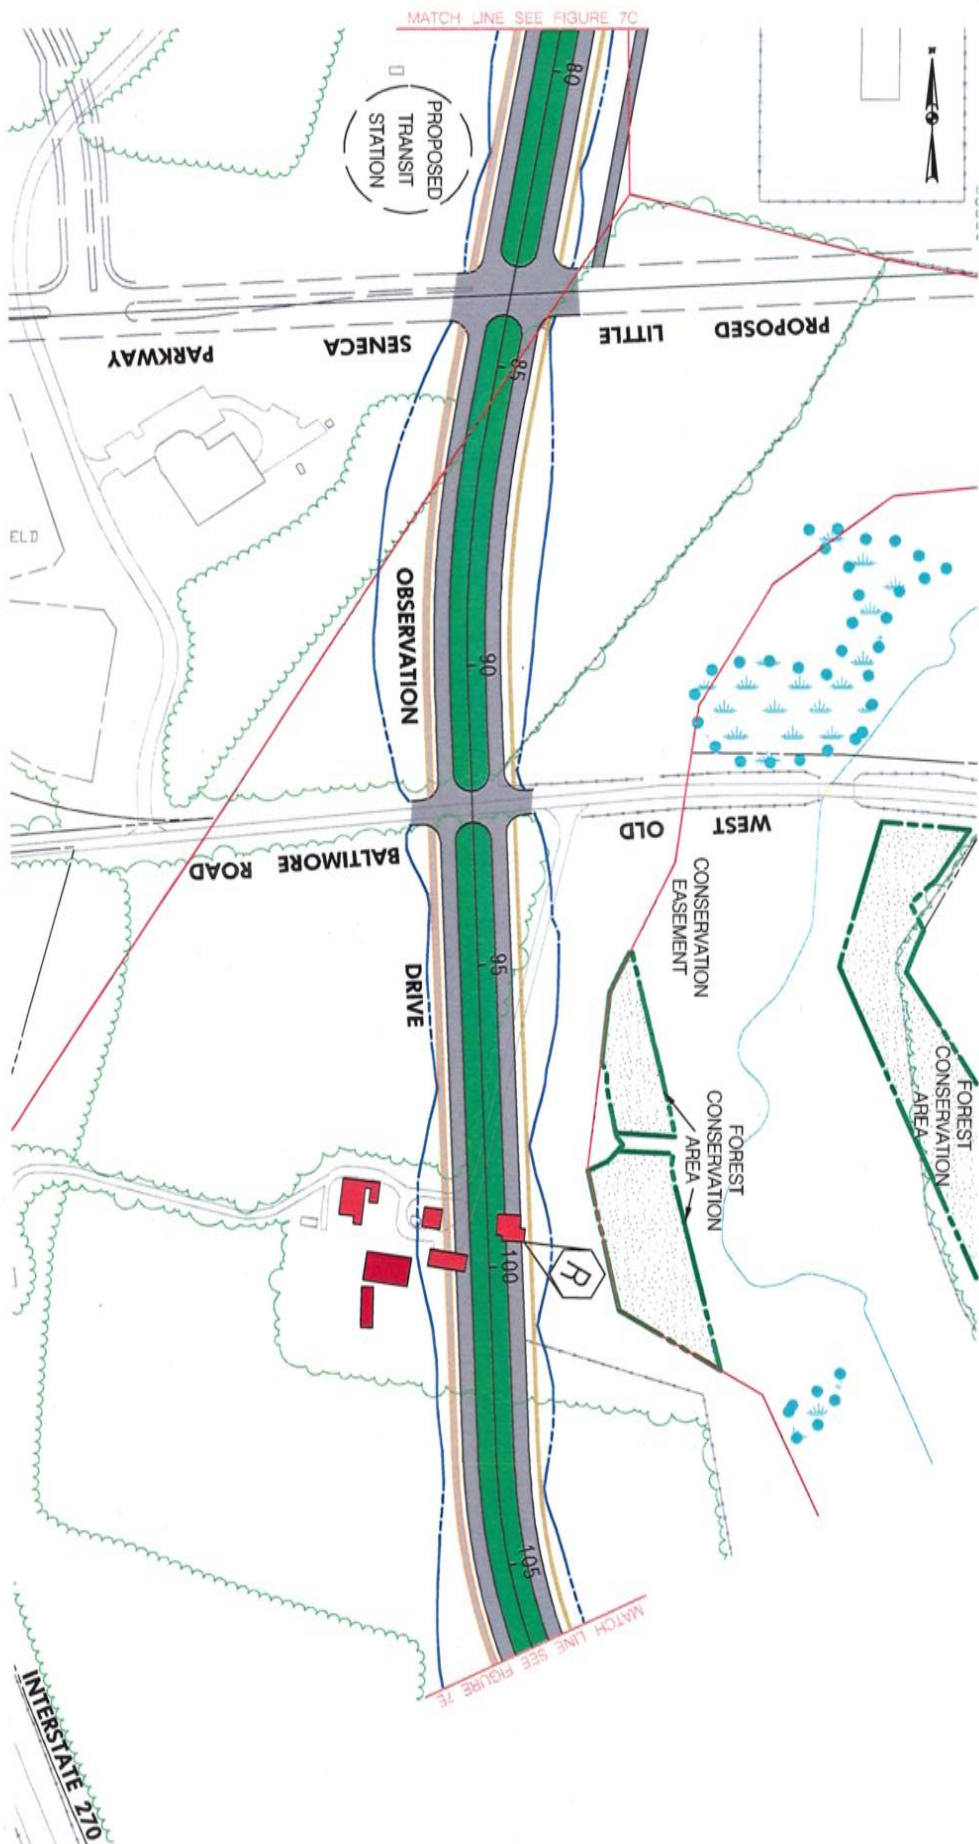 MATCH LINE SEE FIGURE 7C
N
80
PROPOSED
TRANSIT
STATION
PROPOSED LITTLE SENECA PARKWAY
85
ELD
OBSERVATION
90
WEST OLD BALTIMORE ROAD
CONSERVATION
EASEMENT
95
DRIVE
FOREST
CONSERVATION
AREA
FOREST
CONSERVATION
AREA
R
100
105
MATCH LINE SEE FIGURE 7E
INTERSTATE 270